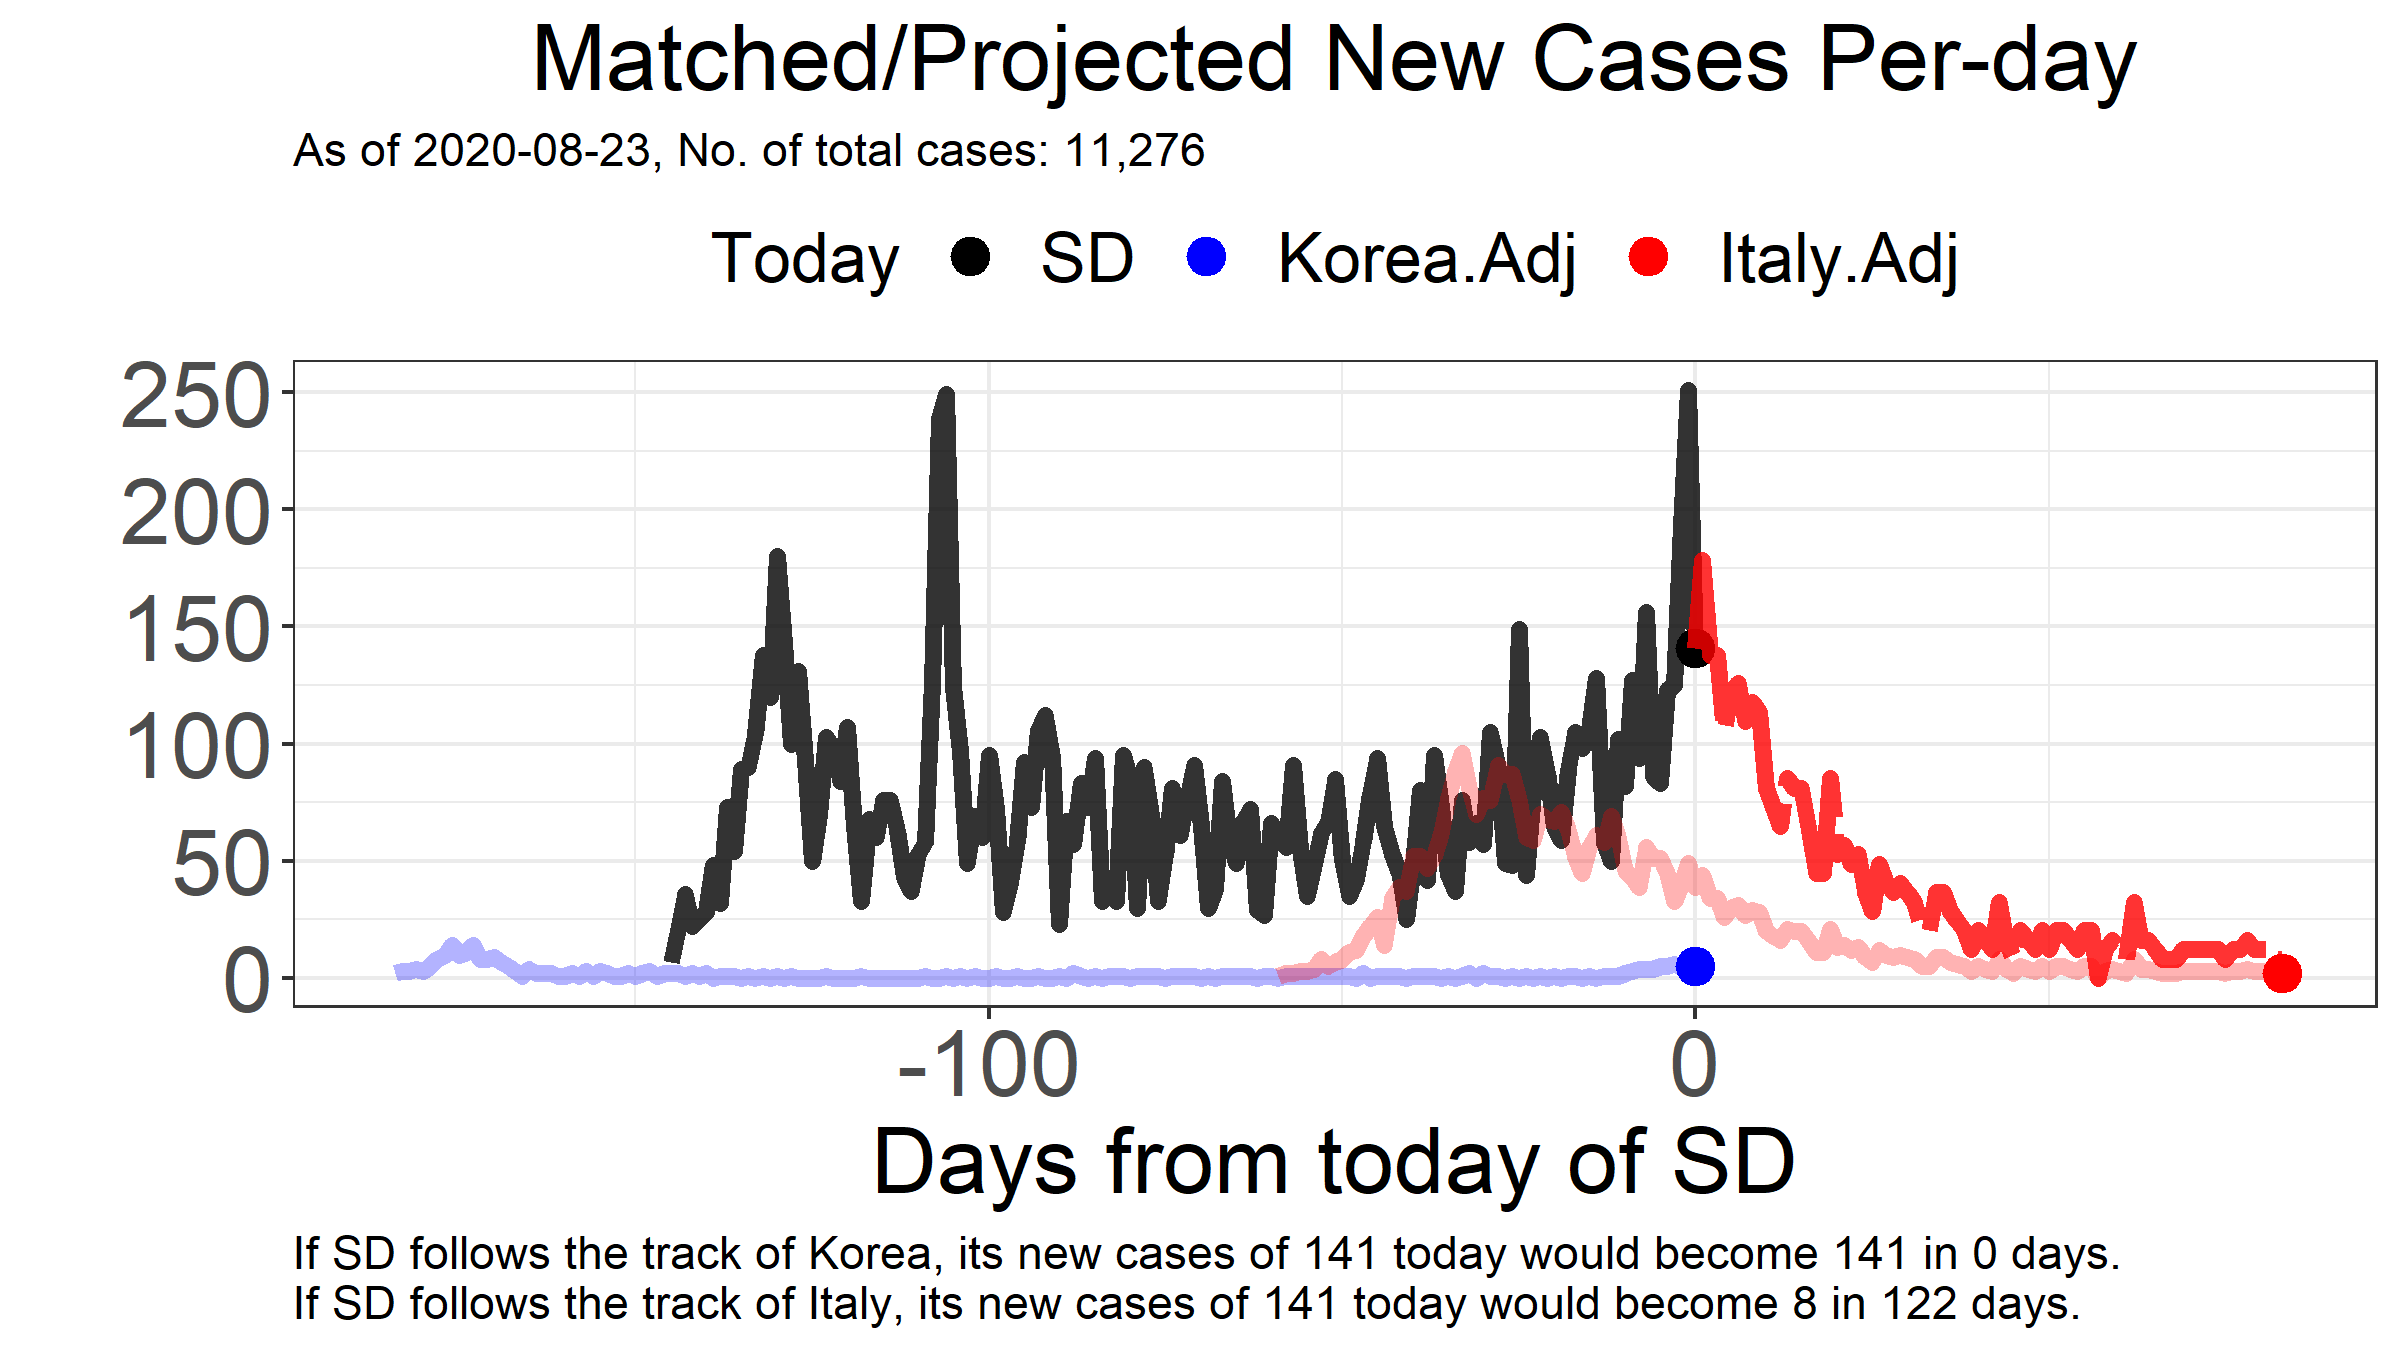 Matched/Projected New Cases Per-day
As of 2020-08-23, No. of total cases: 11,276
Today SD Korea.Adj Italy.Adj
250
200
150
100
50
0
-100 0
Days from today of SD
If SD follows the track of Korea, its new cases of 141 today would become 141 in 0 days.
If SD follows the track of Italy, its new cases of 141 today would become 8 in 122 days.